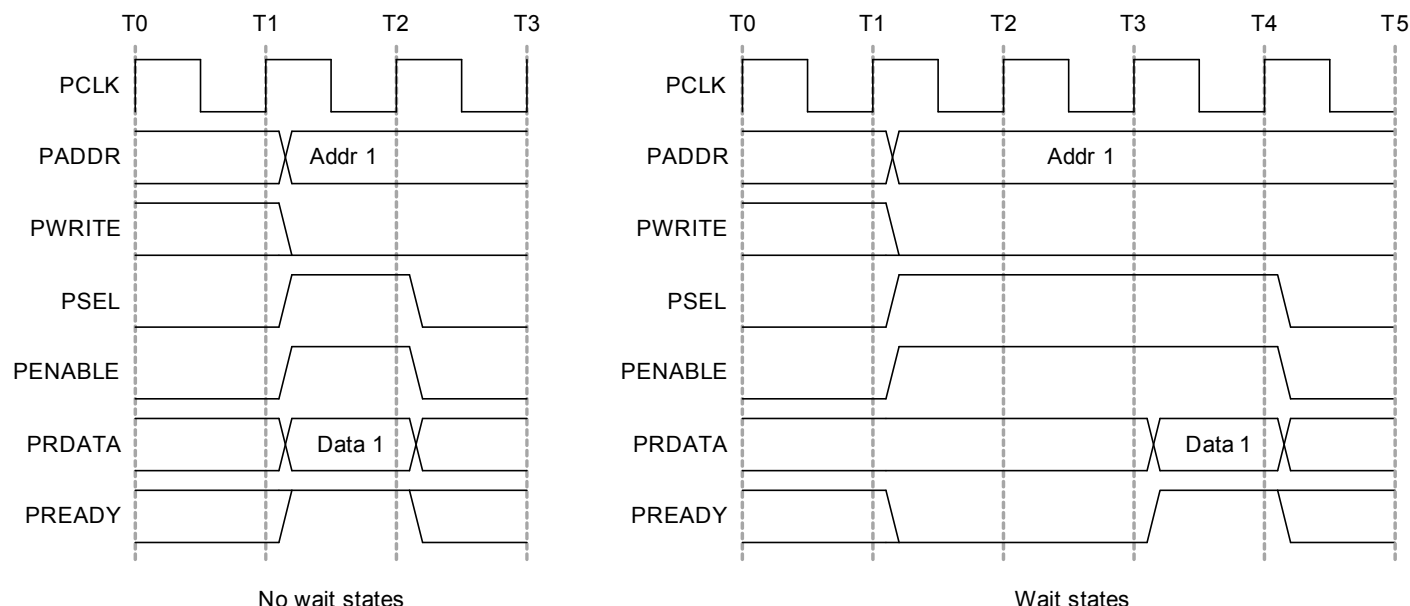 T0 T1 T2 T3
PCLK
PADDR Addr 1
PWRITE
PSEL
PENABLE
PRDATA Data 1
PREADY
No wait states
T0 T1 T2 T3 T4 T5
PCLK
PADDR Addr 1
PWRITE
PSEL
PENABLE
PRDATA Data 1
PREADY
Wait states